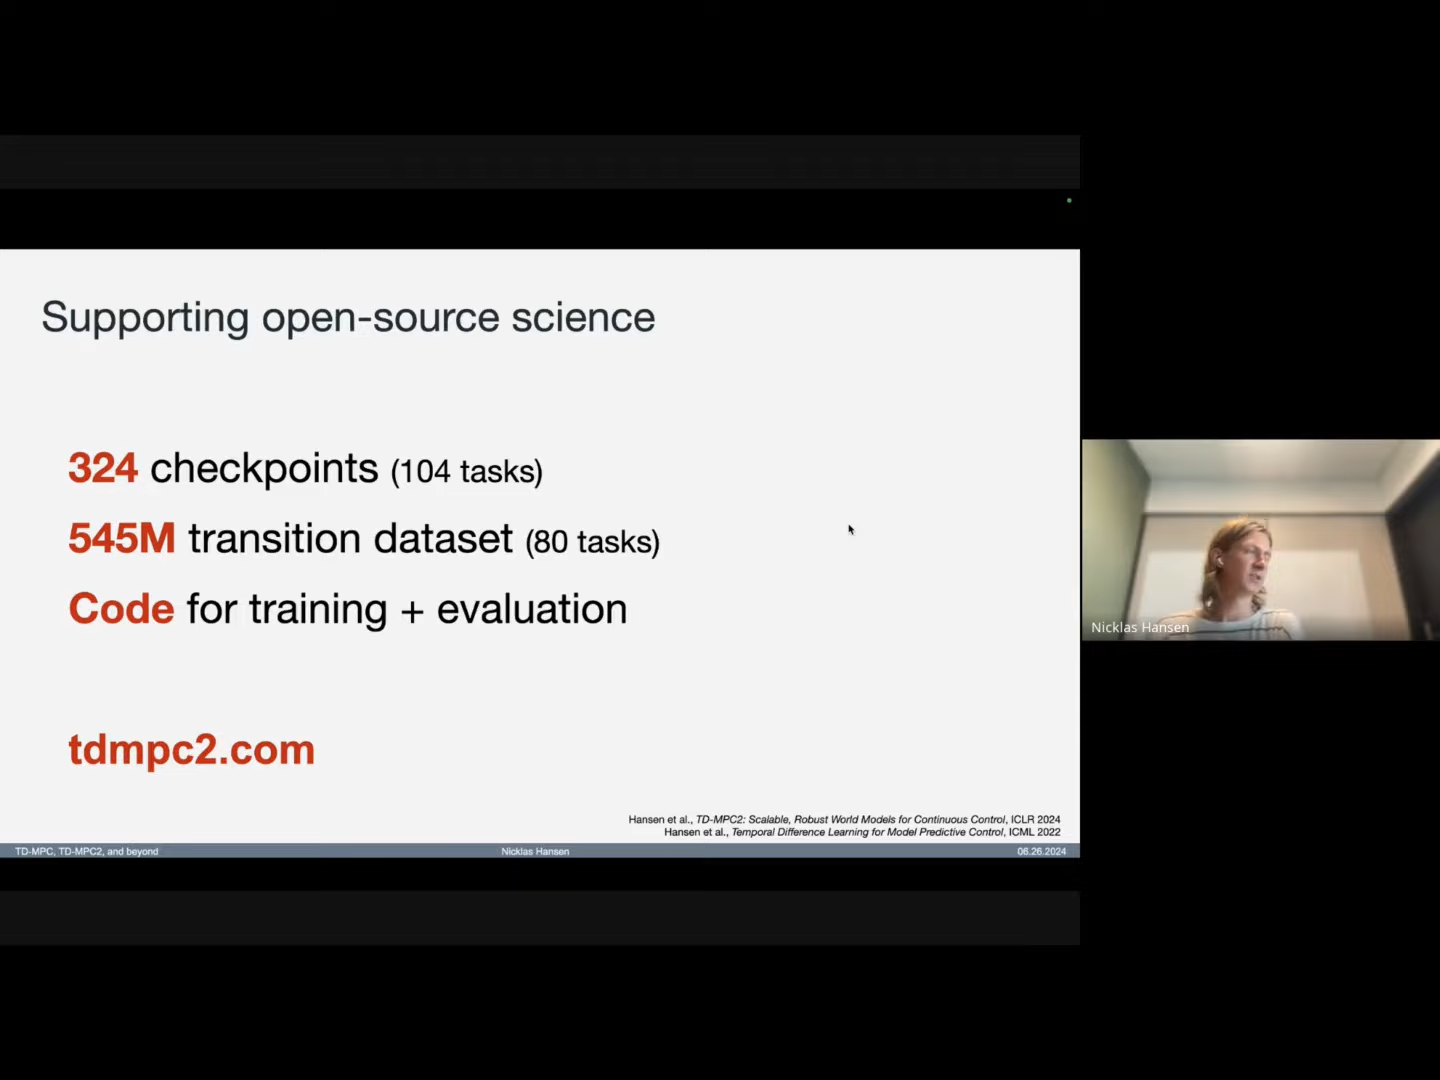 Supporting open-source science
324 checkpoints (104 tasks)
545M transition dataset (80 tasks)
Code for training + evaluation
tdmpc2.com
Hansen et al., TD-MPC2: Scalable, Robust World Models for Continuous Control, ICLR 2024
Hansen et al., Temporal Difference Learning for Model Predictive Control, ICML 2022
TD-MPC, TD-MPC2, and beyond
Nicklas Hansen
06.26.2024
Nicklas Hansen